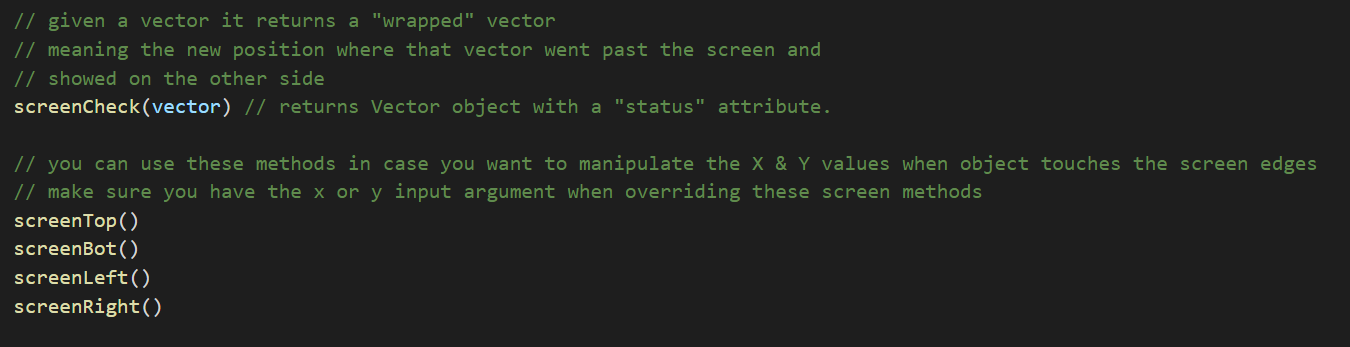 // given a vector it returns a "wrapped" vector
// meaning the new position where that vector went past the screen and
// showed on the other side
screenCheck(vector) // returns Vector object with a "status" attribute.
// you can use these methods in case you want to manipulate the X & Y values when object touches the screen edges
// make sure you have the x or y input argument when overriding these screen methods
screenTop()
screenBot()
screenLeft()
screenRight()